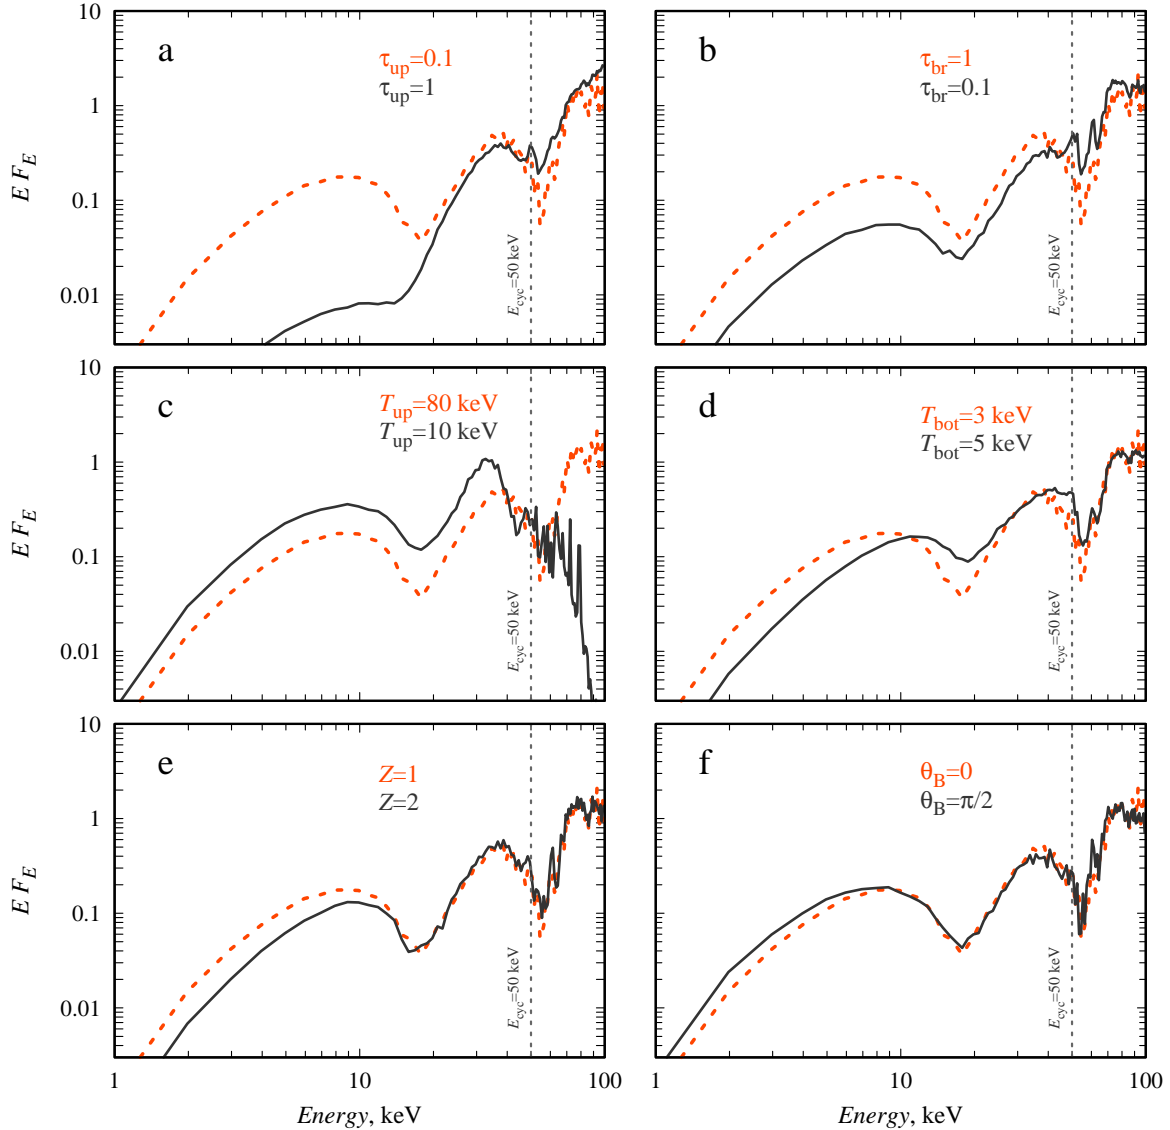 10
a
τup=0.1
τup=1
1
E FE
0.1
0.01
Ecyc=50 keV
b
τbr=1
τbr=0.1
Ecyc=50 keV
10
c
Tup=80 keV
Tup=10 keV
1
E FE
0.1
0.01
Ecyc=50 keV
d
Tbot=3 keV
Tbot=5 keV
Ecyc=50 keV
10
e
Z=1
Z=2
1
E FE
0.1
0.01
Ecyc=50 keV
1 10 100
Energy, keV
f
θB=0
θB=π/2
Ecyc=50 keV
1 10 100
Energy, keV